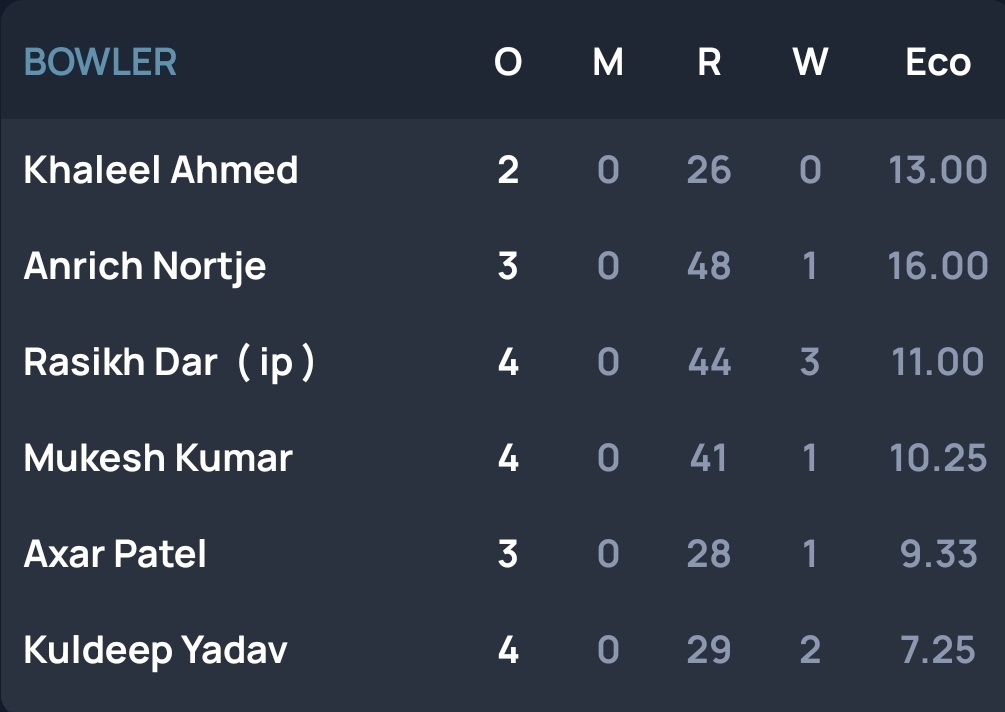 BOWLER O M R W Eco
Khaleel Ahmed 2 0 26 0 13.00
Anrich Nortje 3 0 48 1 16.00
Rasikh Dar ( ip ) 4 0 44 3 11.00
Mukesh Kumar 4 0 41 1 10.25
Axar Patel 3 0 28 1 9.33
Kuldeep Yadav 4 0 29 2 7.25